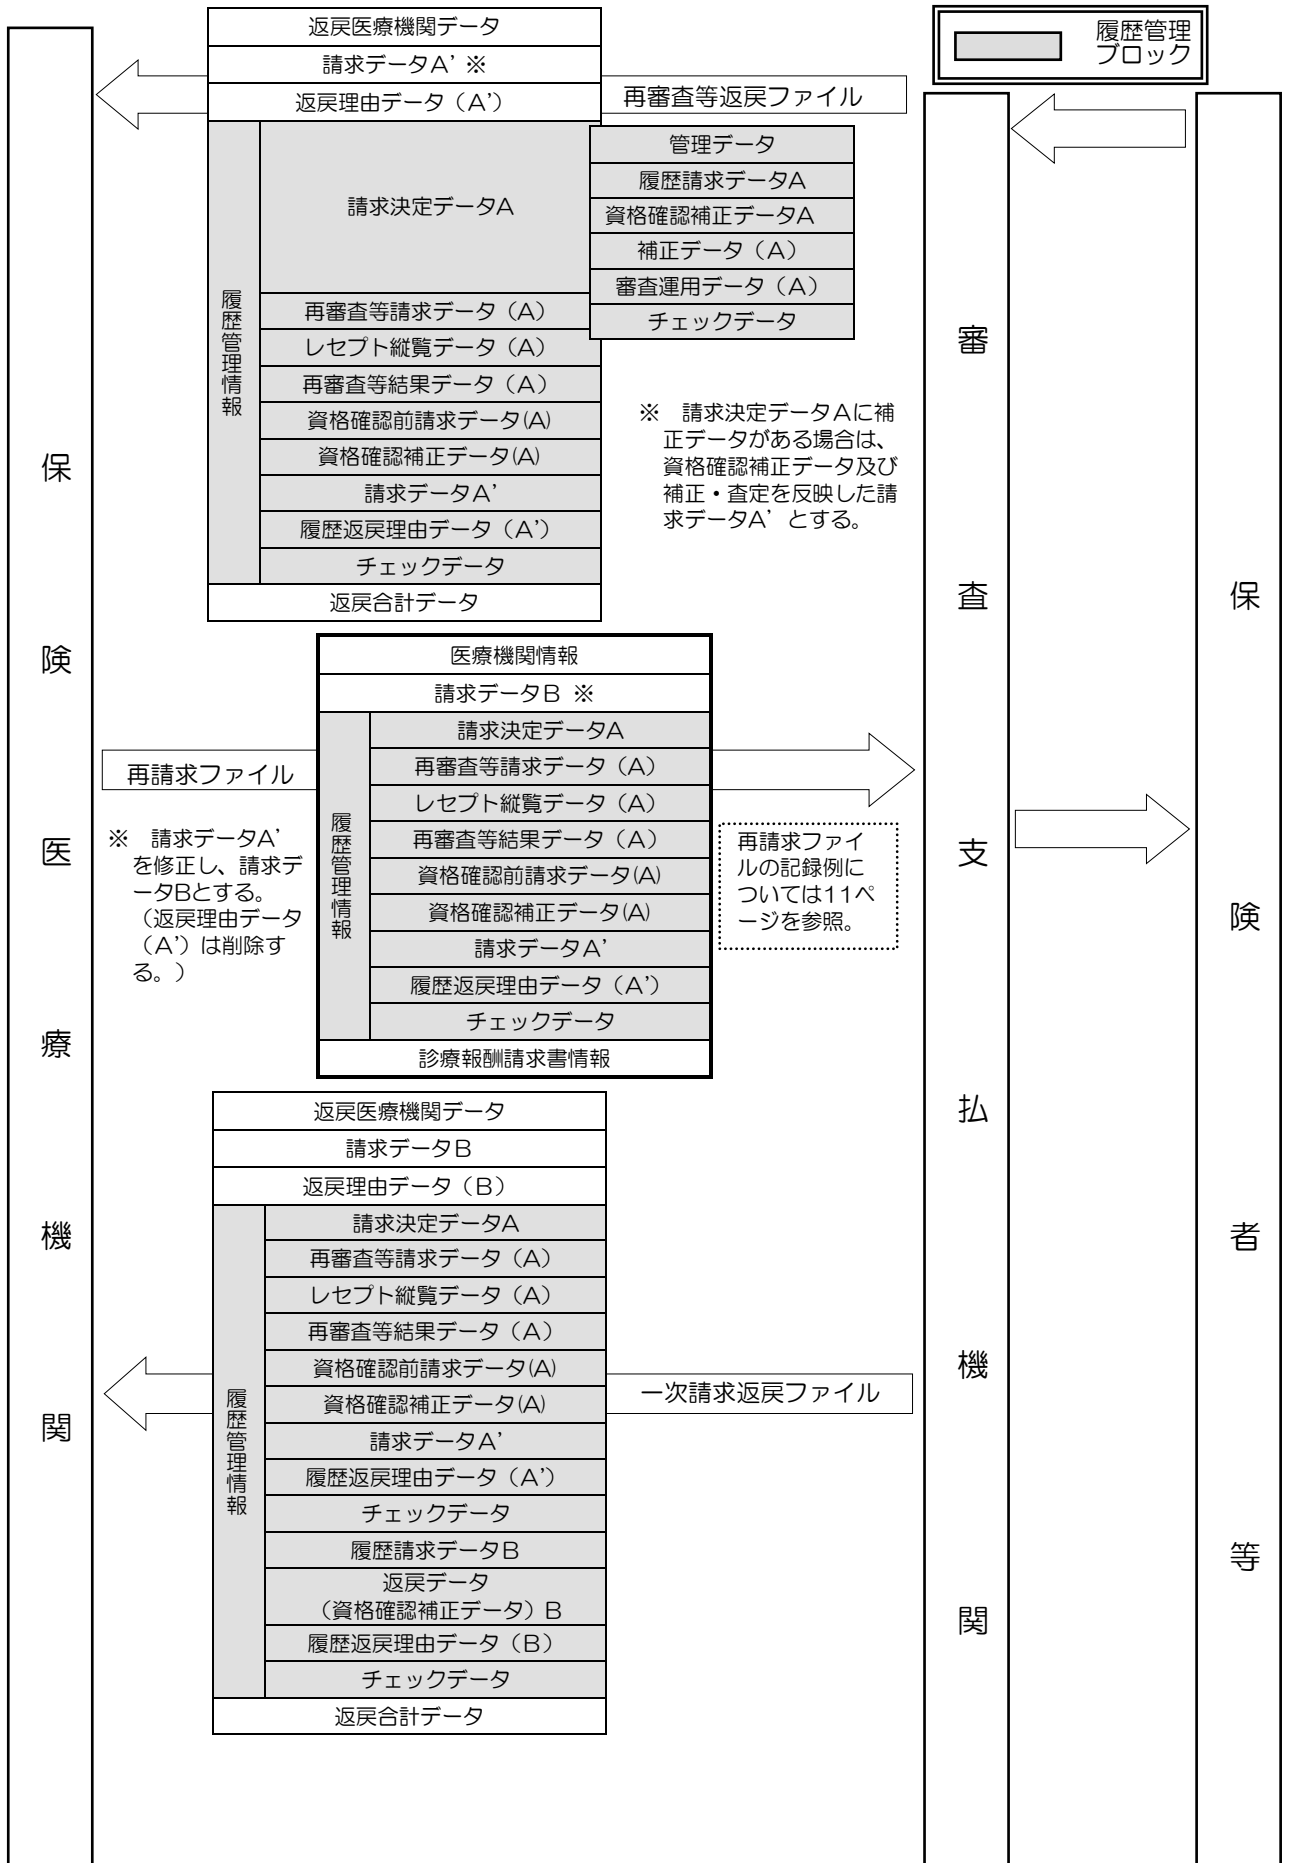 履歴管理
ブロック
保険医療機関
審査支払機関
保険者等
返戻医療機関データ
請求データA’ ※
返戻理由データ（A’）
再審査等返戻ファイル
履歴管理情報
請求決定データA
管理データ
履歴請求データA
資格確認補正データA
補正データ（A）
審査運用データ（A）
チェックデータ
再審査等請求データ（A）
レセプト縦覧データ（A）
再審査等結果データ（A）
資格確認前請求データ(A)
資格確認補正データ(A)
請求データA’
履歴返戻理由データ（A’）
チェックデータ
返戻合計データ
※　請求決定データAに補
正データがある場合は、
資格確認補正データ及び
補正・査定を反映した請
求データA’とする。
医療機関情報
請求データB ※
再請求ファイル
履歴管理情報
請求決定データA
再審査等請求データ（A）
レセプト縦覧データ（A）
再審査等結果データ（A）
資格確認前請求データ(A)
資格確認補正データ(A)
請求データA’
履歴返戻理由データ（A’）
チェックデータ
診療報酬請求書情報
※　請求データA’
を修正し、請求デ
ータBとする。
（返戻理由データ
（A’）は削除す
る。）
再請求ファイ
ルの記録例に
ついては11ペ
ージを参照。
返戻医療機関データ
請求データB
返戻理由データ（B）
履歴管理情報
請求決定データA
再審査等請求データ（A）
レセプト縦覧データ（A）
再審査等結果データ（A）
資格確認前請求データ(A)
資格確認補正データ(A)
請求データA’
履歴返戻理由データ（A’）
チェックデータ
履歴請求データB
返戻データ
（資格確認補正データ）B
履歴返戻理由データ（B）
チェックデータ
返戻合計データ
一次請求返戻ファイル